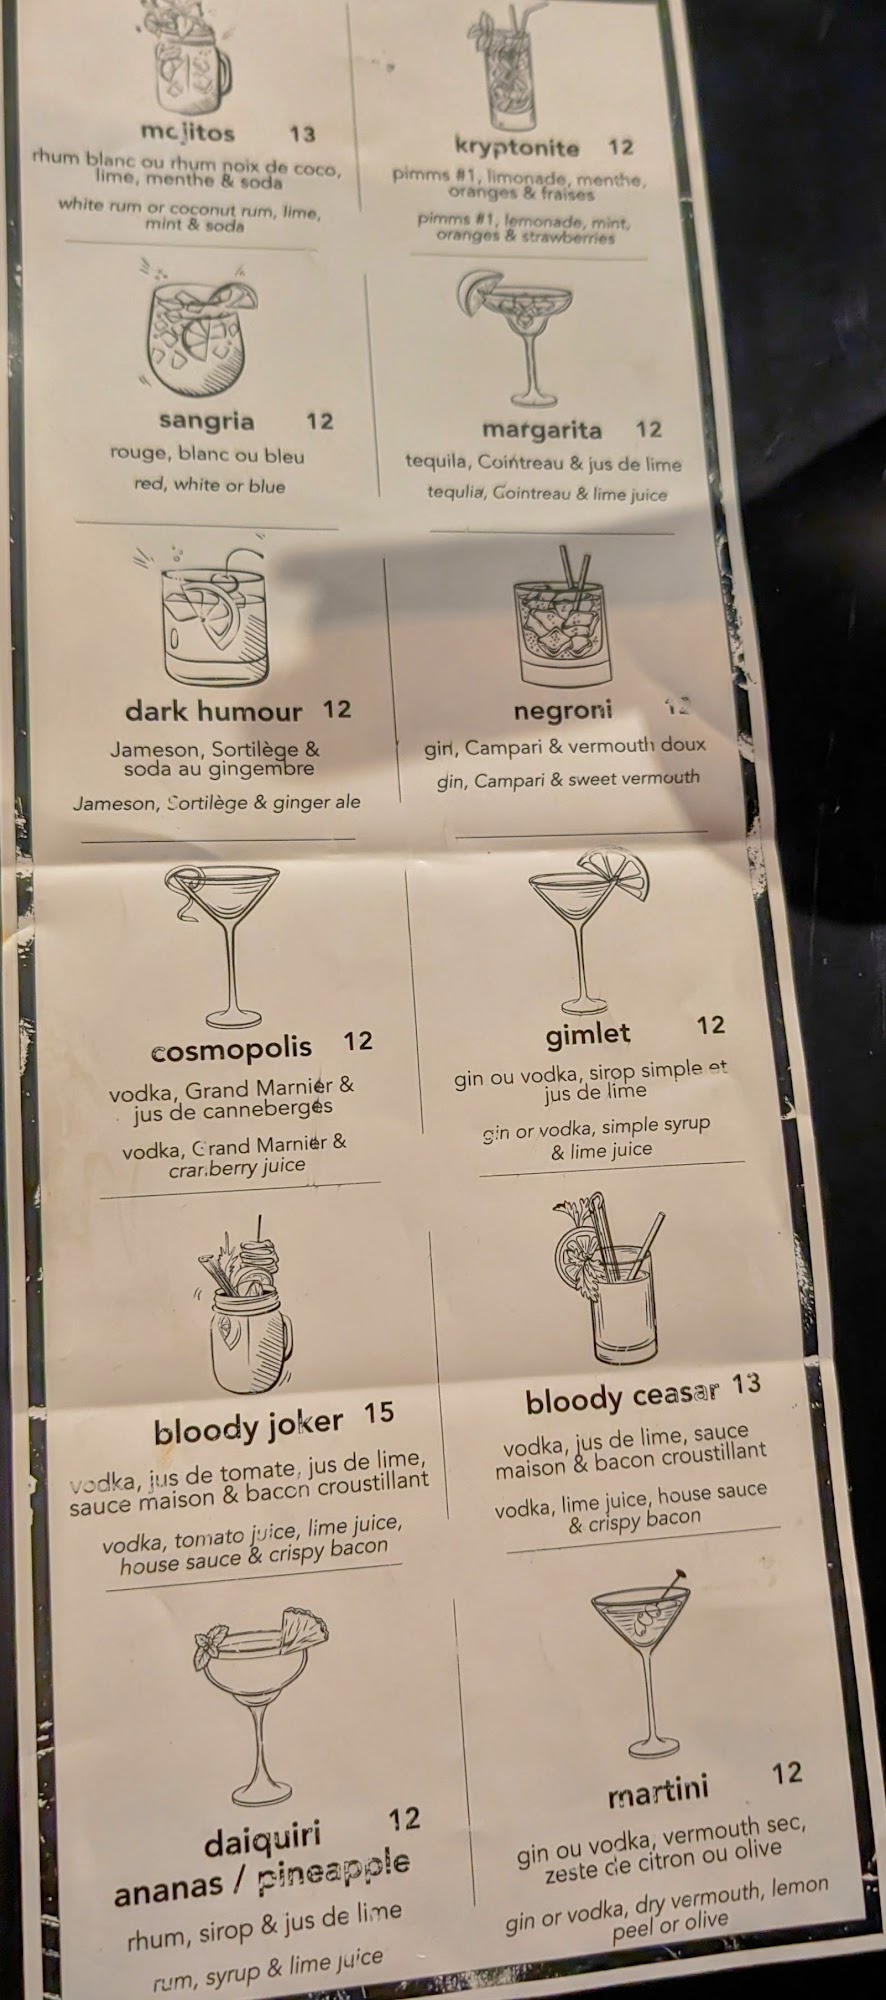 mojitos 13
rhum blanc ou rhum noix de coco,
lime, menthe & soda
white rum or coconut rum, lime,
mint & soda
kryptonite 12
pimms #1, limonade, menthe,
oranges & fraises
pimms #1, lemonade, mint,
oranges & strawberries
sangria 12
rouge, blanc ou bleu
red, white or blue
margarita 12
tequila, Cointreau & jus de lime
tequlia, Cointreau & lime juice
dark humour 12
Jameson, Sortilège &
soda au gingembre
Jameson, Sortilège & ginger ale
negroni 12
gin, Campari & vermouth doux
gin, Campari & sweet vermouth
cosmopolis 12
vodka, Grand Marnier &
jus de canneberges
vodka, Grand Marnier &
cranberry juice
gimlet 12
gin ou vodka, sirop simple et
jus de lime
gin or vodka, simple syrup
& lime juice
bloody joker 15
vodka, jus de tomate, jus de lime,
sauce maison & bacon croustillant
vodka, tomato juice, lime juice,
house sauce & crispy bacon
bloody ceasar 13
vodka, jus de lime, sauce
maison & bacon croustillant
vodka, lime juice, house sauce
& crispy bacon
daiquiri 12
ananas / pineapple
rhum, sirop & jus de lime
rum, syrup & lime juice
martini 12
gin ou vodka, vermouth sec,
zeste de citron ou olive
gin or vodka, dry vermouth, lemon
peel or olive